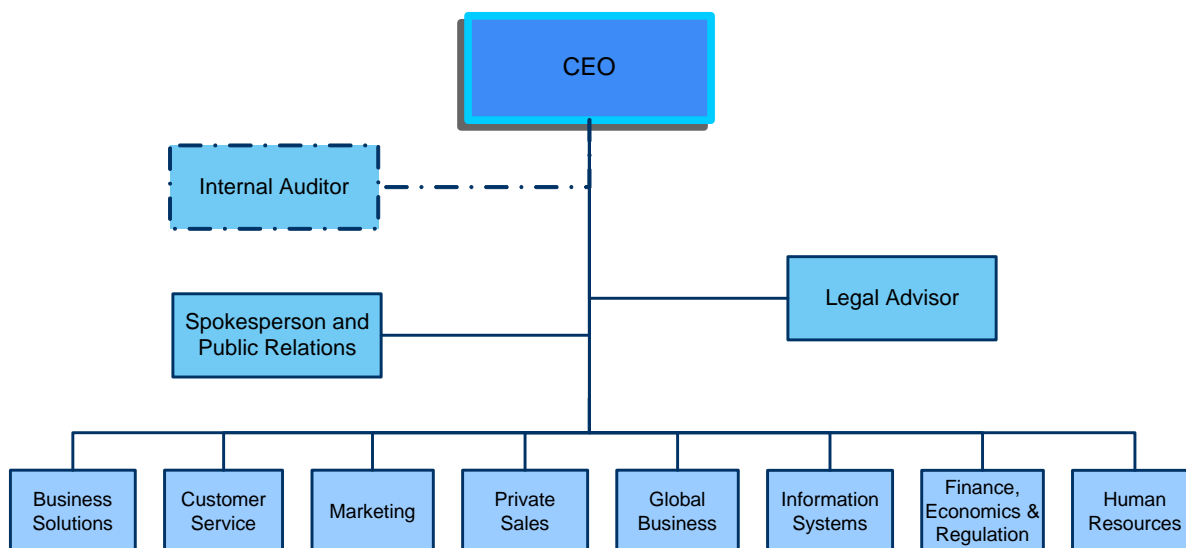 CEO
Internal Auditor
Legal Advisor
Spokesperson and
Public Relations
Business
Solutions
Customer
Service
Marketing
Private
Sales
Global
Business
Information
Systems
Finance,
Economics &
Regulation
Human
Resources